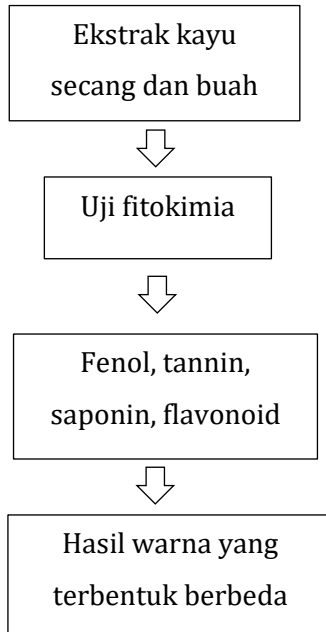 Ekstrak kayu
secang dan buah
Uji fitokimia
Fenol, tannin,
saponin, flavonoid
Hasil warna yang
terbentuk berbeda